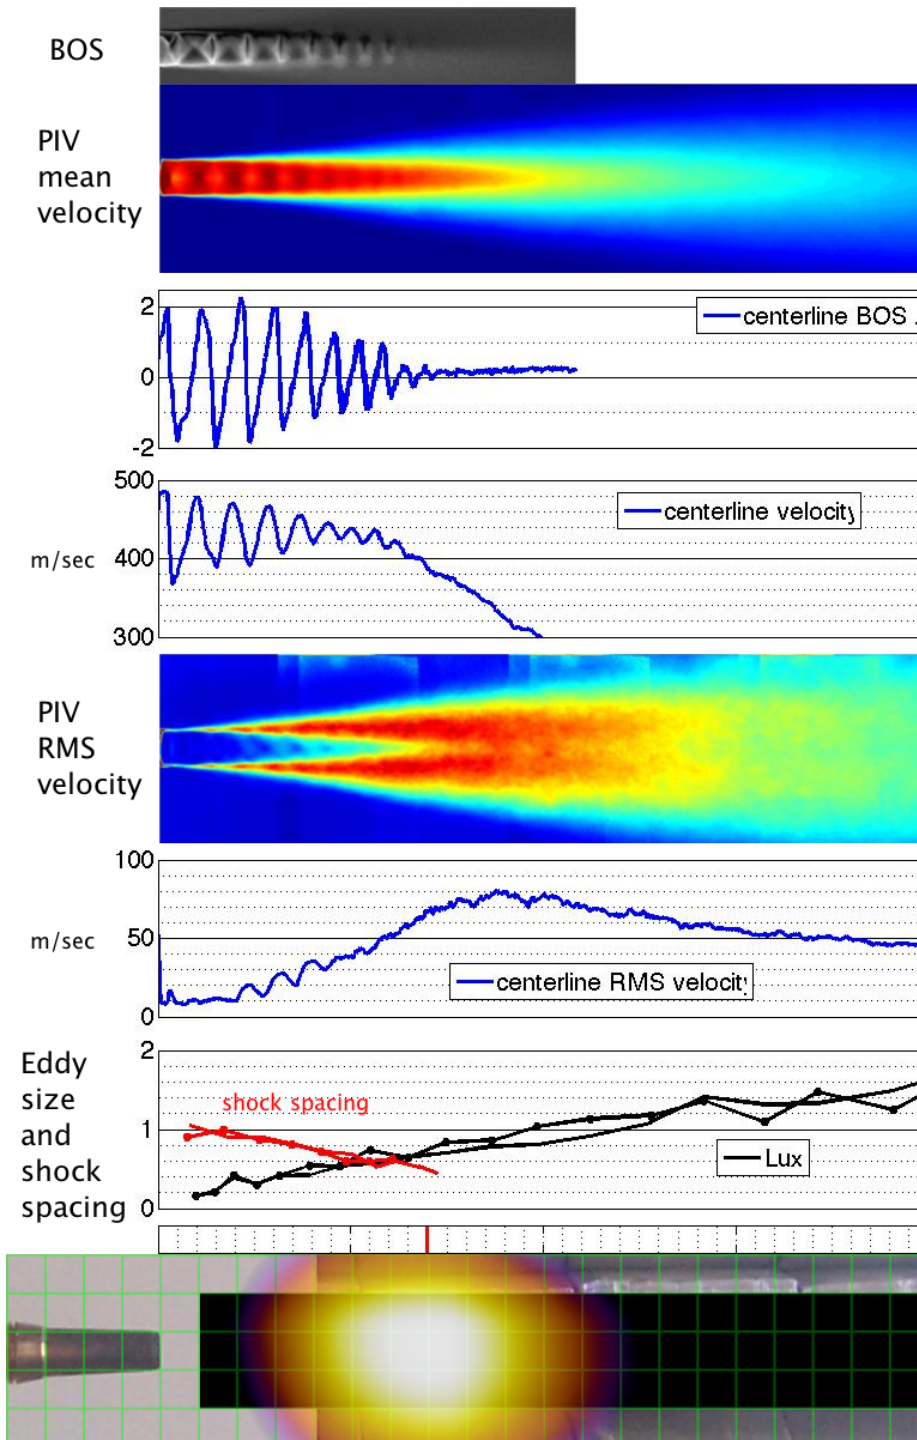 BOS
PIV
mean
velocity
2
centerline BOS
0
-2
500
centerline velocity
m/sec
400
300
PIV
RMS
velocity
100
m/sec
50
centerline RMS velocity
0
Eddy
size
and
shock
spacing
2
shock spacing
1
Lux
0